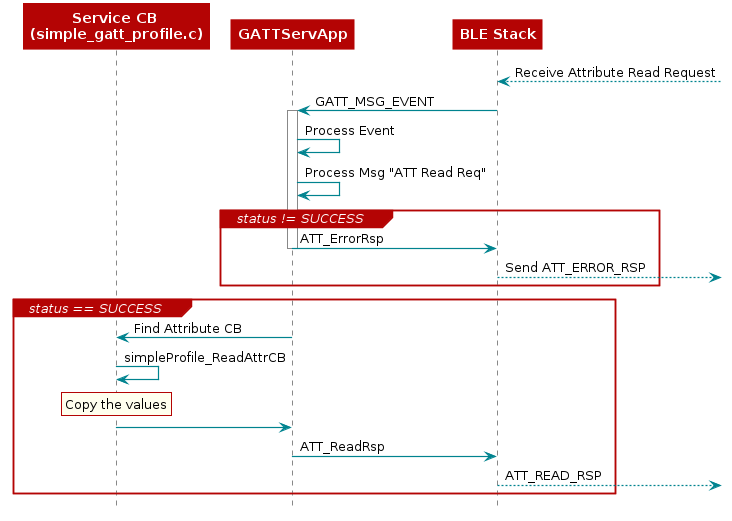 Service CB
(simple_gatt_profile.c)
GATTServApp
BLE Stack
Receive Attribute Read Request
GATT_MSG_EVENT
Process Event
Process Msg "ATT Read Req"
status != SUCCESS
ATT_ErrorRsp
Send ATT_ERROR_RSP
status == SUCCESS
Find Attribute CB
simpleProfile_ReadAttrCB
Copy the values
ATT_ReadRsp
ATT_READ_RSP